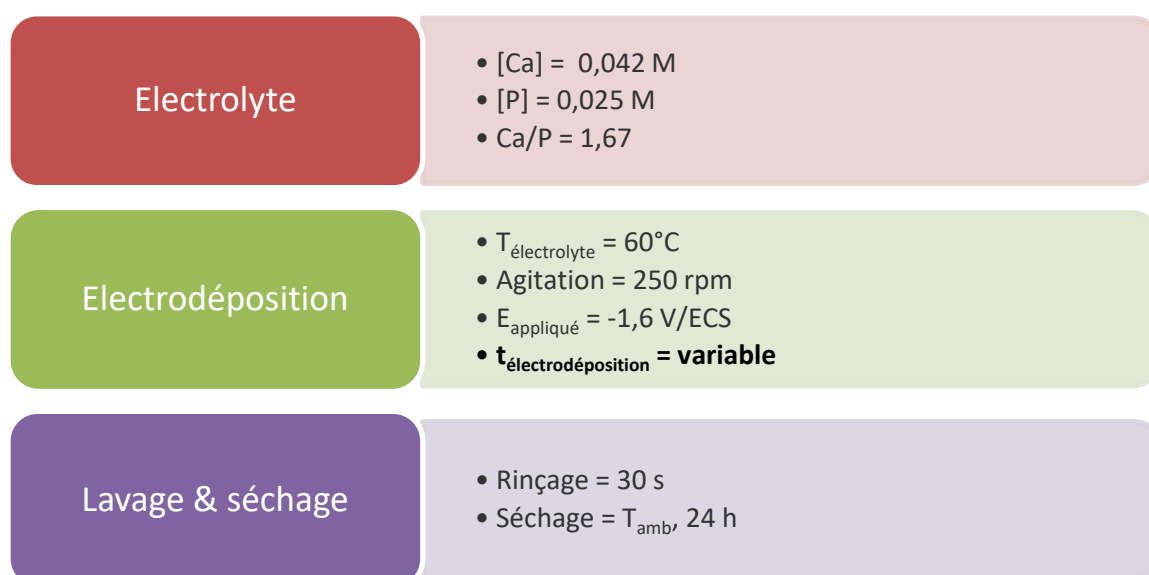 Electrolyte
• [Ca] =  0,042 M
• [P] = 0,025 M
• Ca/P = 1,67
Electrodéposition
• Télectrolyte = 60°C
• Agitation = 250 rpm
• Eappliqué = -1,6 V/ECS
• télectrodéposition = variable
Lavage & séchage
• Rinçage = 30 s
• Séchage = Tamb, 24 h